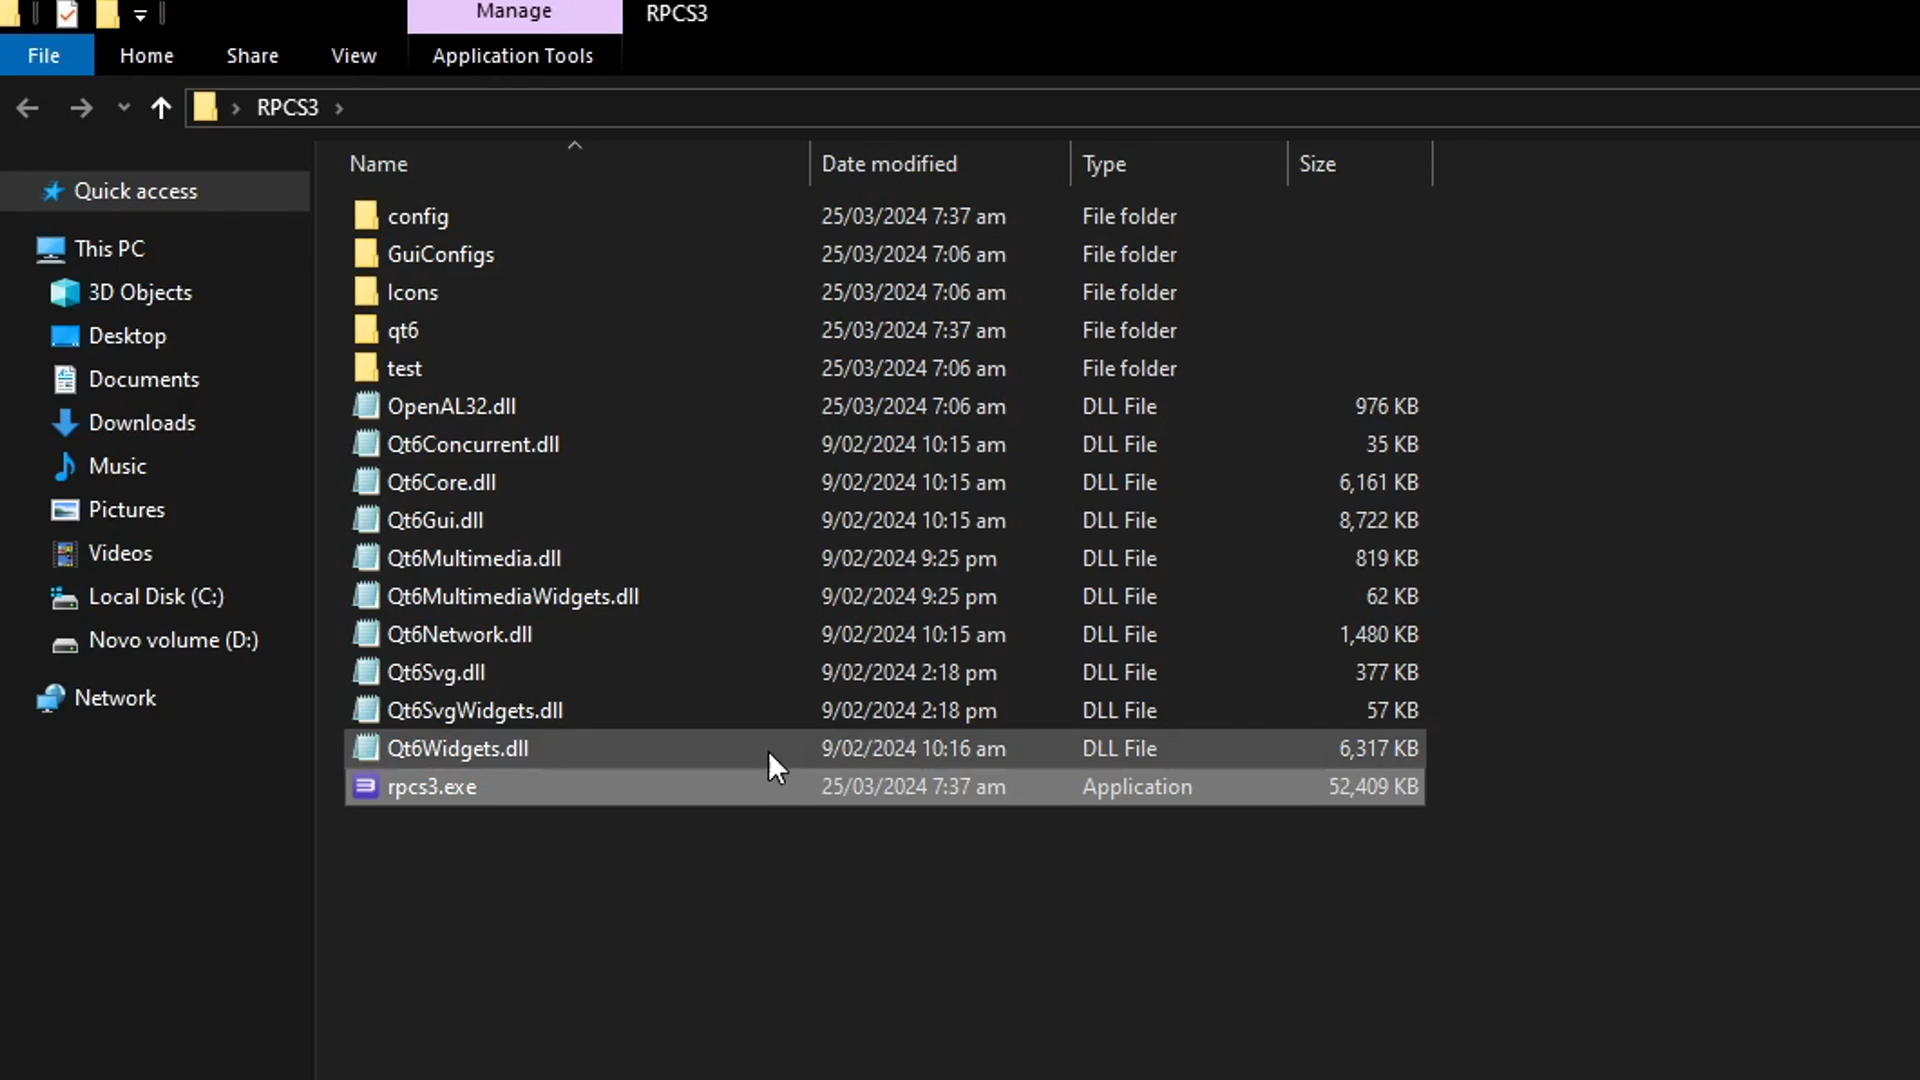 Manage
RPCS3
File
Home
Share
View
Application Tools
RPCS3
Name
Date modified
Type
Size
Quick access
This PC
3D Objects
Desktop
Documents
Downloads
Music
Pictures
Videos
Local Disk (C:)
Novo volume (D:)
Network
config 25/03/2024 7:37 am File folder
GuiConfigs 25/03/2024 7:06 am File folder
Icons 25/03/2024 7:06 am File folder
qt6 25/03/2024 7:37 am File folder
test 25/03/2024 7:06 am File folder
OpenAL32.dll 25/03/2024 7:06 am DLL File 976 KB
Qt6Concurrent.dll 9/02/2024 10:15 am DLL File 35 KB
Qt6Core.dll 9/02/2024 10:15 am DLL File 6,161 KB
Qt6Gui.dll 9/02/2024 10:15 am DLL File 8,722 KB
Qt6Multimedia.dll 9/02/2024 9:25 pm DLL File 819 KB
Qt6MultimediaWidgets.dll 9/02/2024 9:25 pm DLL File 62 KB
Qt6Network.dll 9/02/2024 10:15 am DLL File 1,480 KB
Qt6Svg.dll 9/02/2024 2:18 pm DLL File 377 KB
Qt6SvgWidgets.dll 9/02/2024 2:18 pm DLL File 57 KB
Qt6Widgets.dll 9/02/2024 10:16 am DLL File 6,317 KB
rpcs3.exe 25/03/2024 7:37 am Application 52,409 KB